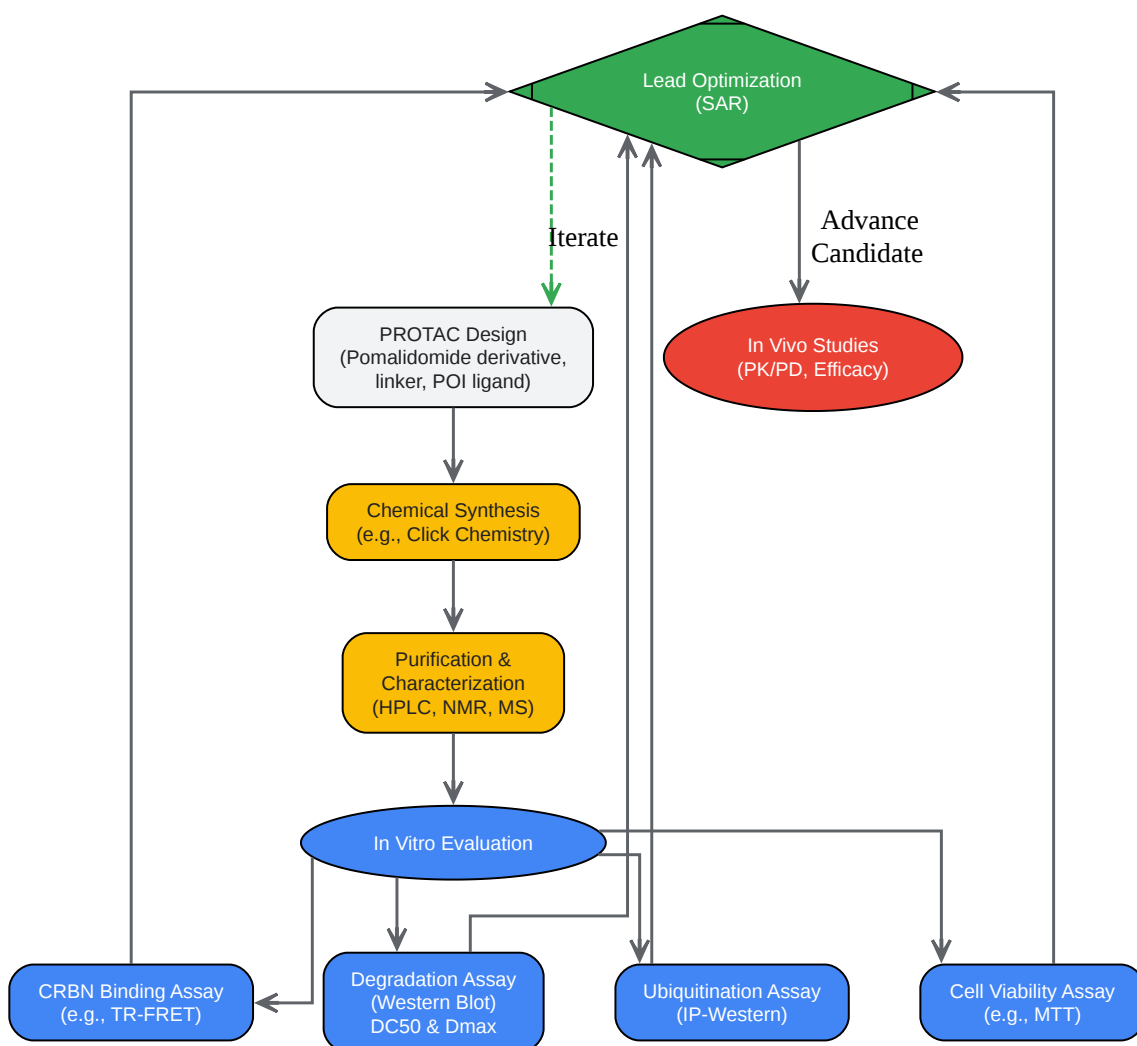 Lead Optimization
(SAR)
Iterate
Advance
Candidate
PROTAC Design
(Pomalidomide derivative,
linker, POI ligand)
In Vivo Studies
(PK/PD, Efficacy)
Chemical Synthesis
(e.g., Click Chemistry)
Purification &
Characterization
(HPLC, NMR, MS)
In Vitro Evaluation
CRBN Binding Assay
(e.g., TR-FRET)
Degradation Assay
(Western Blot)
DC50 & Dmax
Ubiquitination Assay
(IP-Western)
Cell Viability Assay
(e.g., MTT)